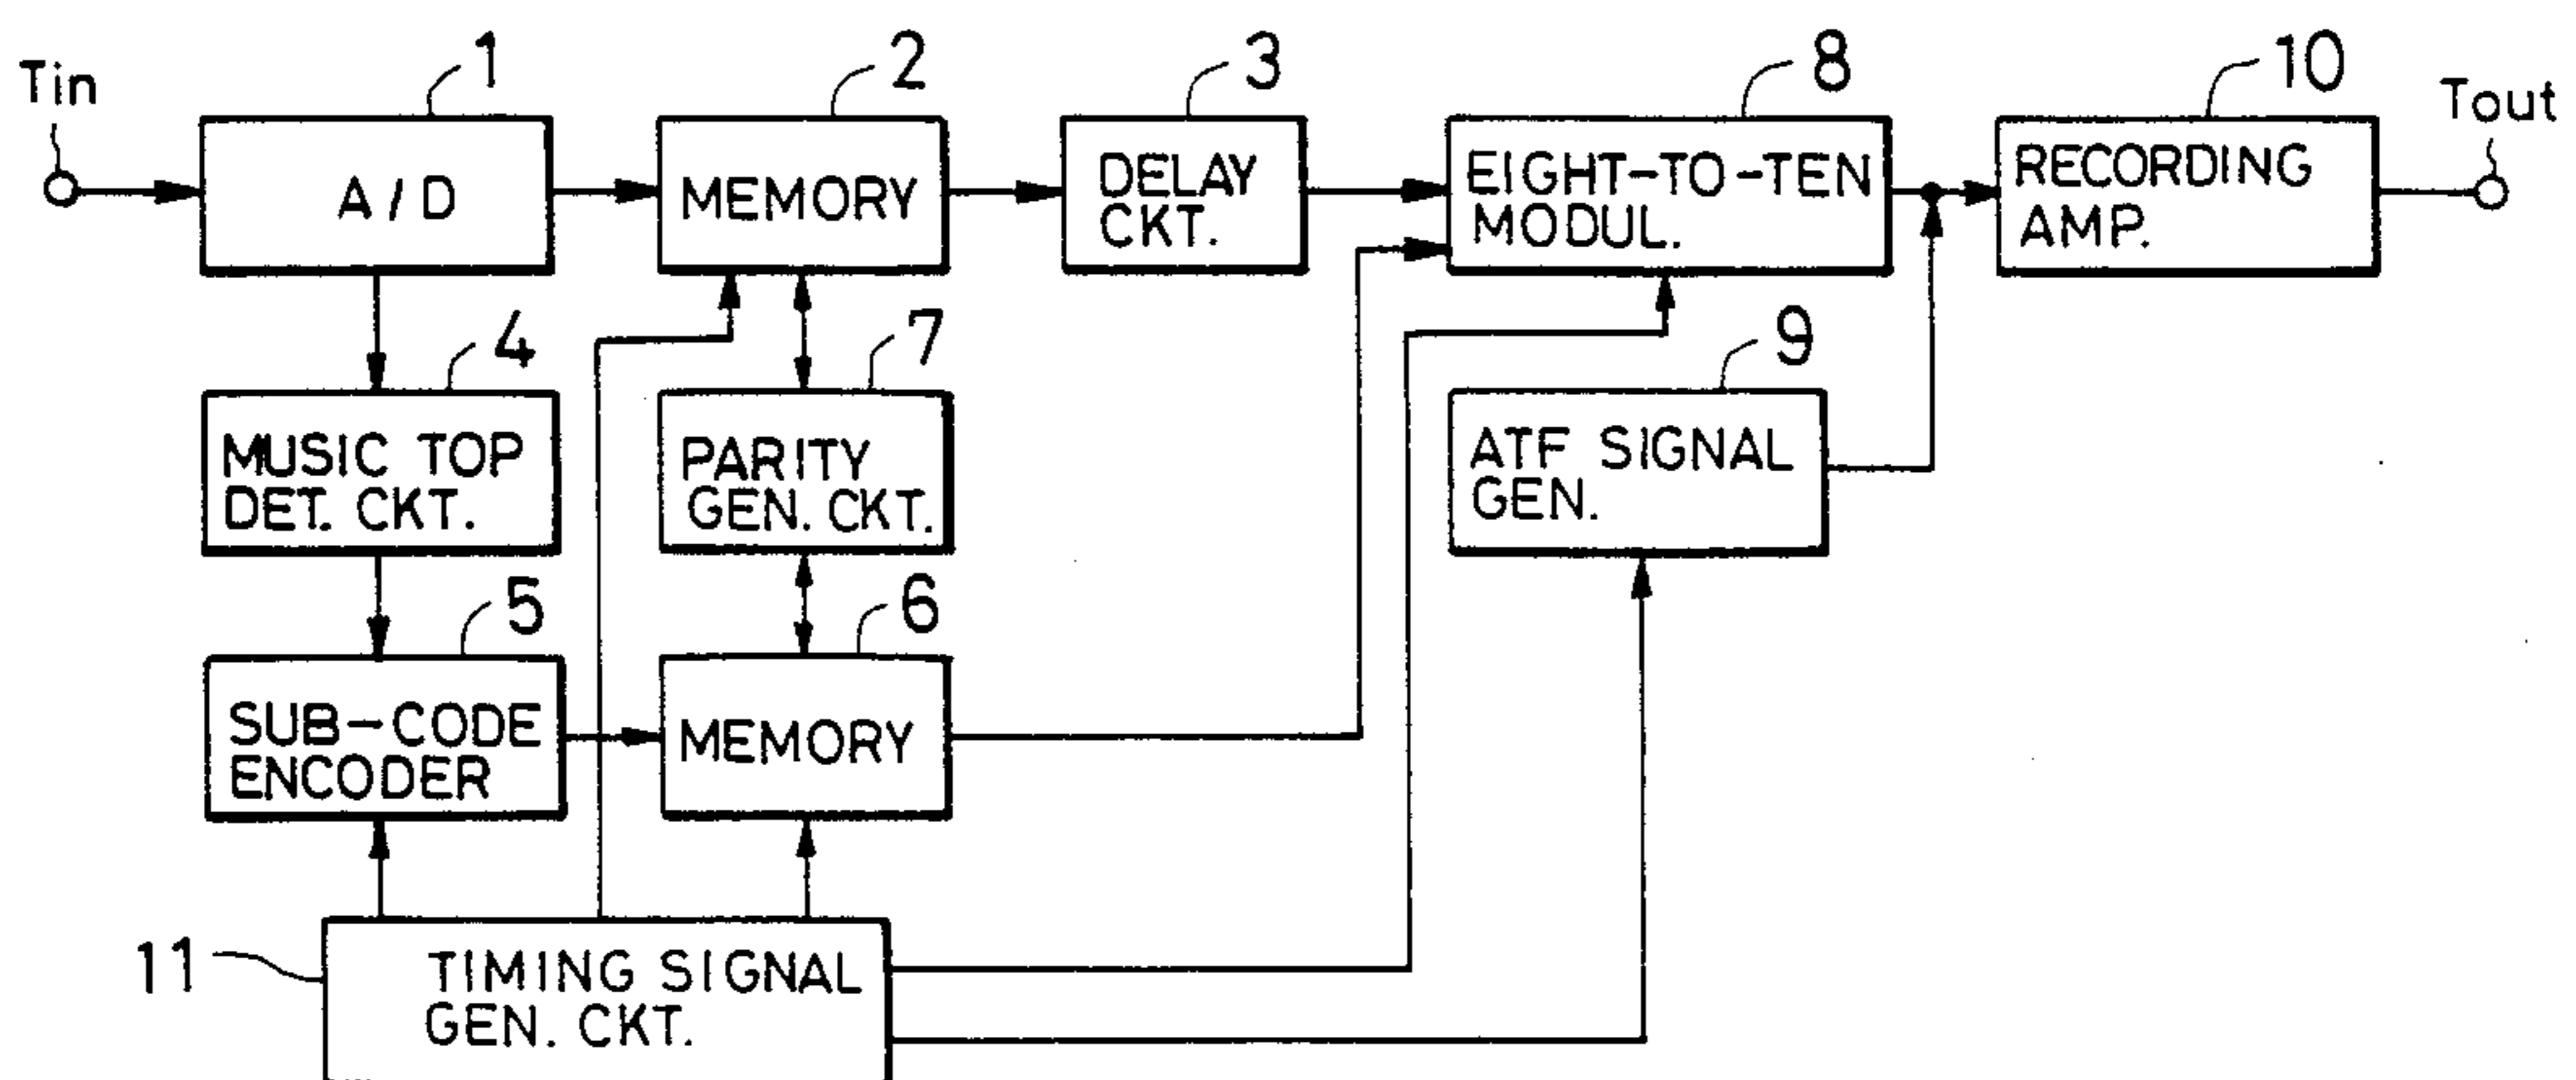 1
2
3
8
10
Tin
Tout
A/D
MEMORY
DELAY
CKT.
EIGHT-TO-TEN
MODUL.
RECORDING
AMP.
4
7
9
MUSIC TOP
DET. CKT.
PARITY
GEN. CKT.
ATF SIGNAL
GEN.
5
6
SUB-CODE
ENCODER
MEMORY
11
TIMING SIGNAL
GEN. CKT.